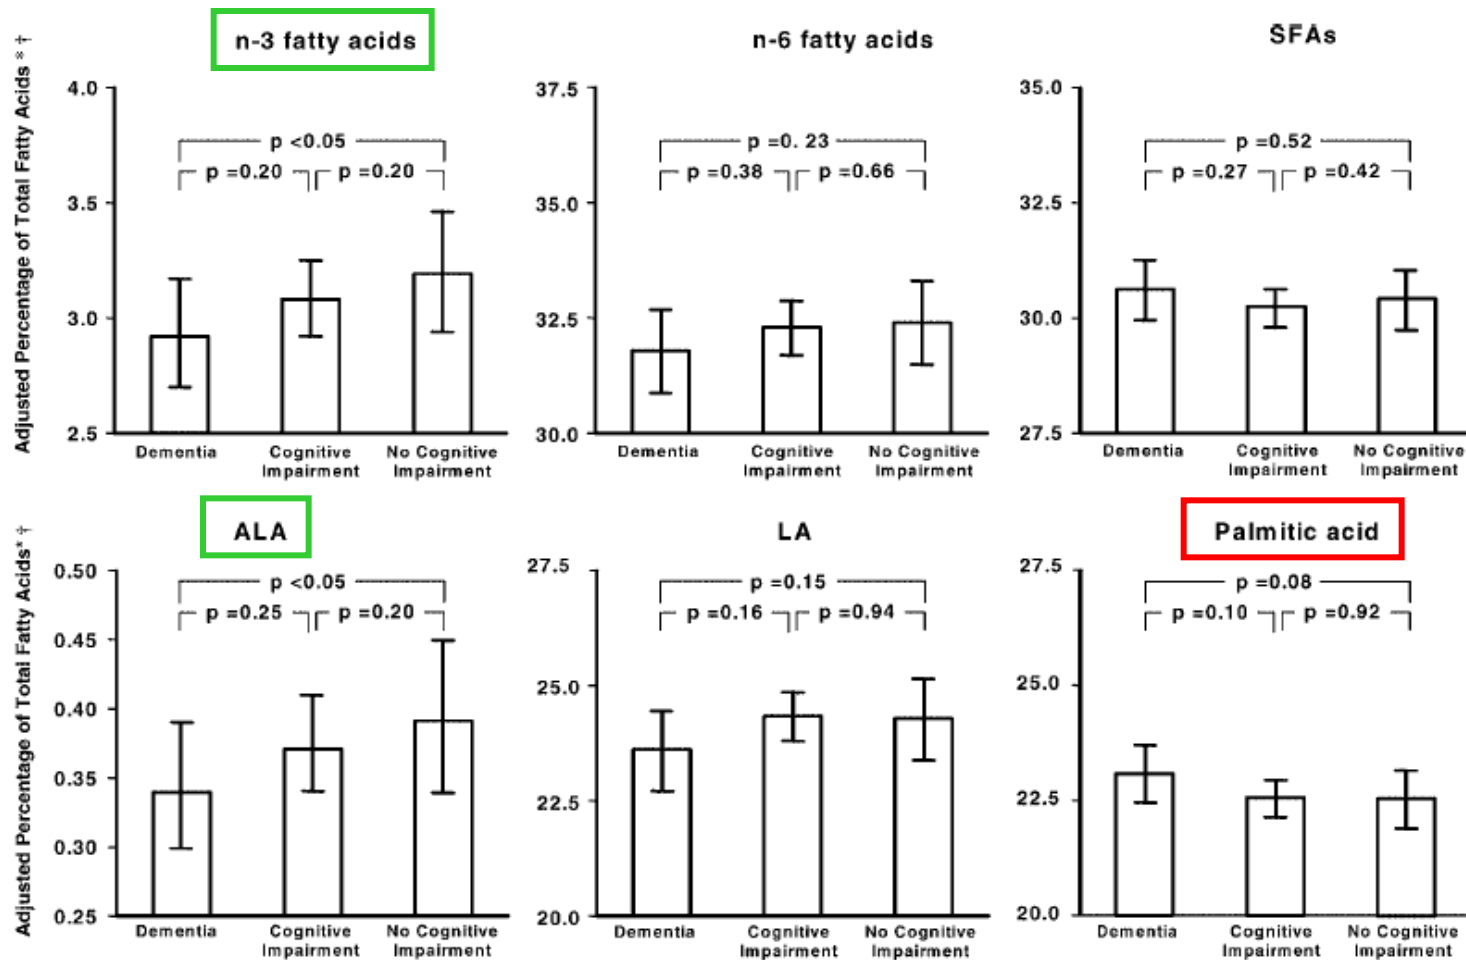 n-3 fatty acids
n-6 fatty acids
SFAs
Adjusted Percentage of Total Fatty Acids * †
4.0
3.5
3.0
2.5
p <0.05
p =0.20
p =0.20
Dementia
Cognitive
Impairment
No Cognitive
Impairment
37.5
35.0
32.5
30.0
p =0. 23
p =0.38
p =0.66
Dementia
Cognitive
Impairment
No Cognitive
Impairment
35.0
32.5
30.0
27.5
p =0.52
p =0.27
p =0.42
Dementia
Cognitive
Impairment
No Cognitive
Impairment
ALA
LA
Palmitic acid
Adjusted Percentage of Total Fatty Acids* †
0.50
0.45
0.40
0.35
0.30
0.25
p <0.05
p =0.25
p =0.20
Dementia
Cognitive
Impairment
No Cognitive
Impairment
27.5
25.0
22.5
20.0
p =0.15
p =0.16
p =0.94
Dementia
Cognitive
Impairment
No Cognitive
Impairment
27.5
25.0
22.5
20.0
p =0.08
p =0.10
p =0.92
Dementia
Cognitive
Impairment
No Cognitive
Impairment